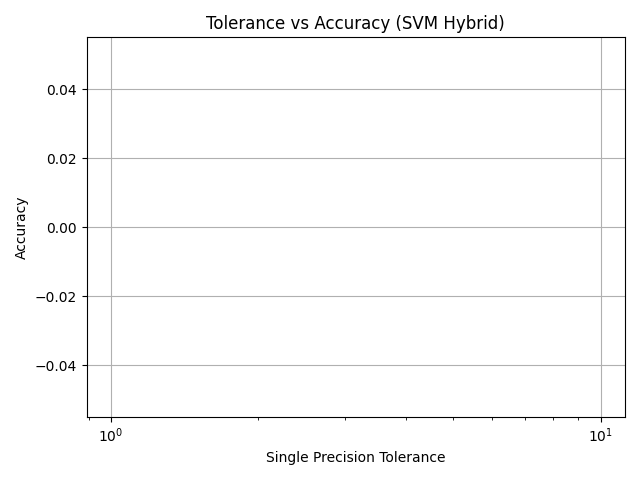 Tolerance vs Accuracy (SVM Hybrid)
0.04
0.02
0.00
−0.02
−0.04
Accuracy
10⁰
10¹
Single Precision Tolerance